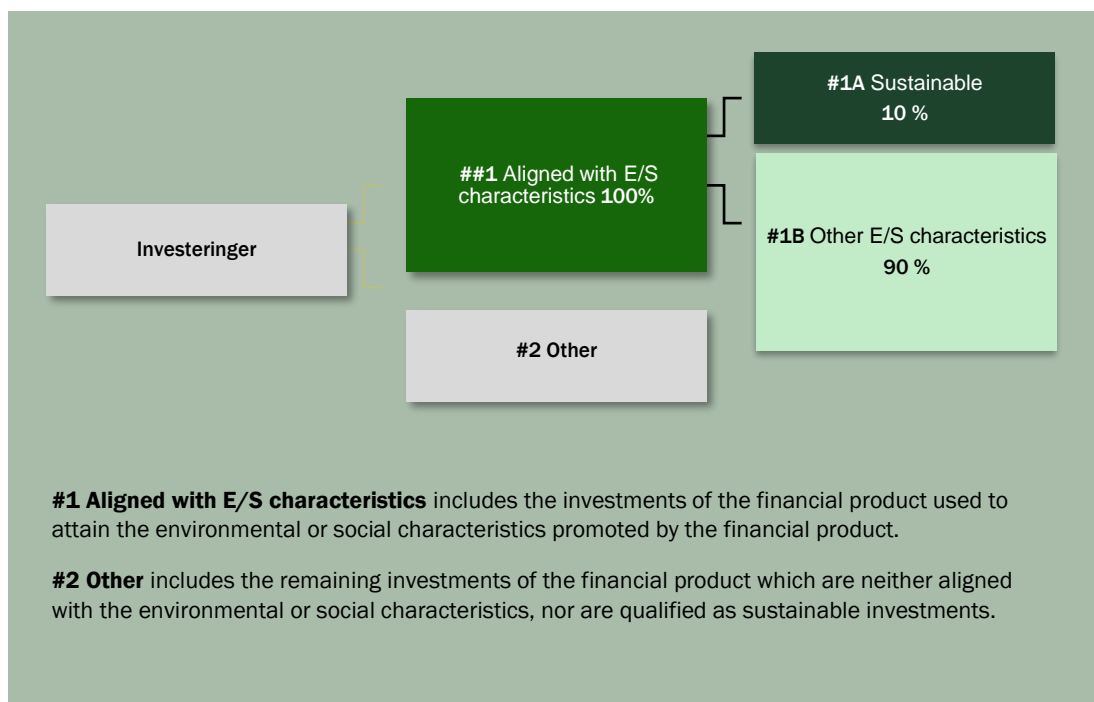 #1A Sustainable
10 %
##1 Aligned with E/S
characteristics 100%
Investeringer
#1B Other E/S characteristics
90 %
#2 Other
#1 Aligned with E/S characteristics includes the investments of the financial product used to
attain the environmental or social characteristics promoted by the financial product.
#2 Other includes the remaining investments of the financial product which are neither aligned
with the environmental or social characteristics, nor are qualified as sustainable investments.